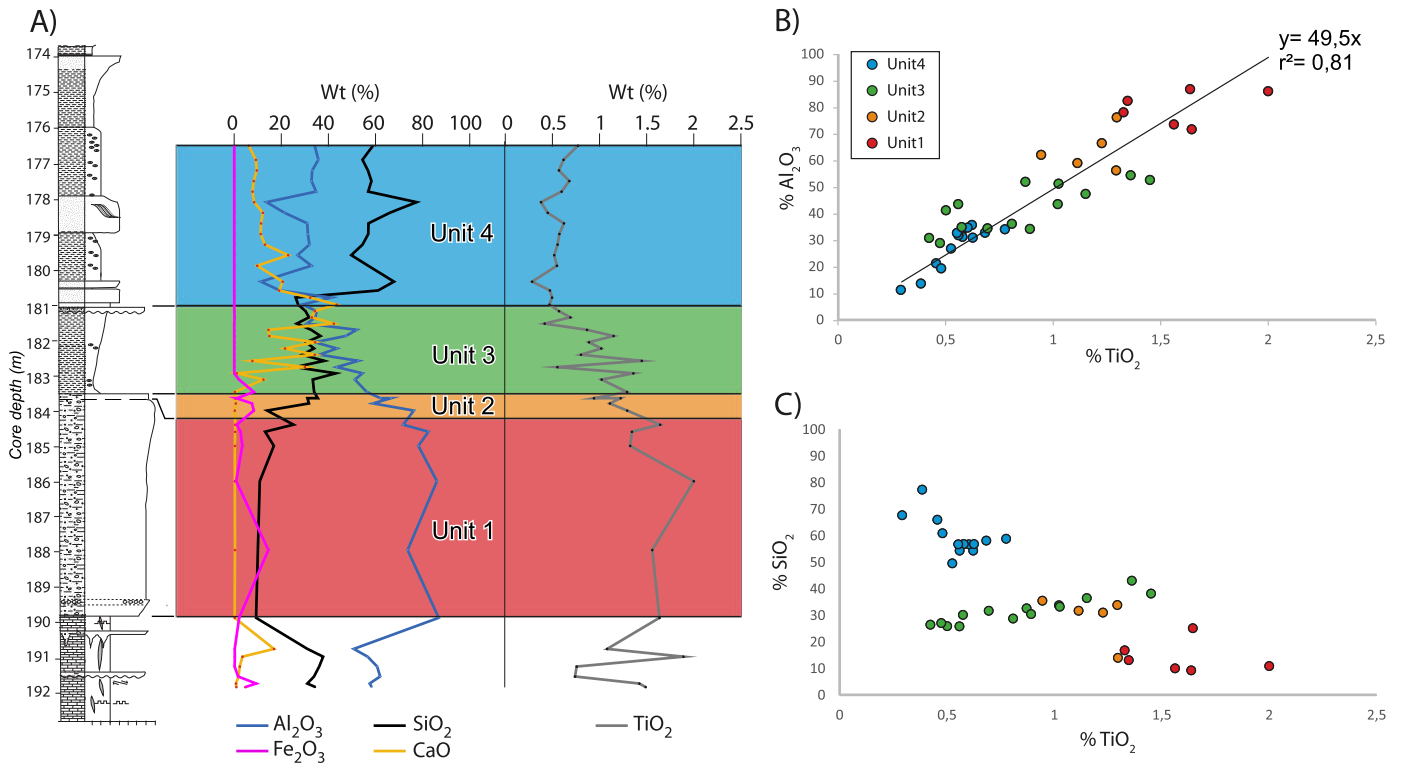 A)
Wt (%)
Wt (%)
0 20 40 60 80 100 0 0.5 1 1.5 2 2.5
Core depth (m)
174
175
176
177
178
179
180
181
182
183
184
185
186
187
188
189
190
191
192
Unit 4
Unit 3
Unit 2
Unit 1
Al₂O₃
SiO₂
TiO₂
Fe₂O₃
CaO
B)
y= 49,5x
r²= 0,81
Unit4
Unit3
Unit2
Unit1
% Al₂O₃
100
90
80
70
60
50
40
30
20
10
0
0 0,5 1 1,5 2 2,5
% TiO₂
C)
% SiO₂
100
90
80
70
60
50
40
30
20
10
0
0 0,5 1 1,5 2 2,5
% TiO₂